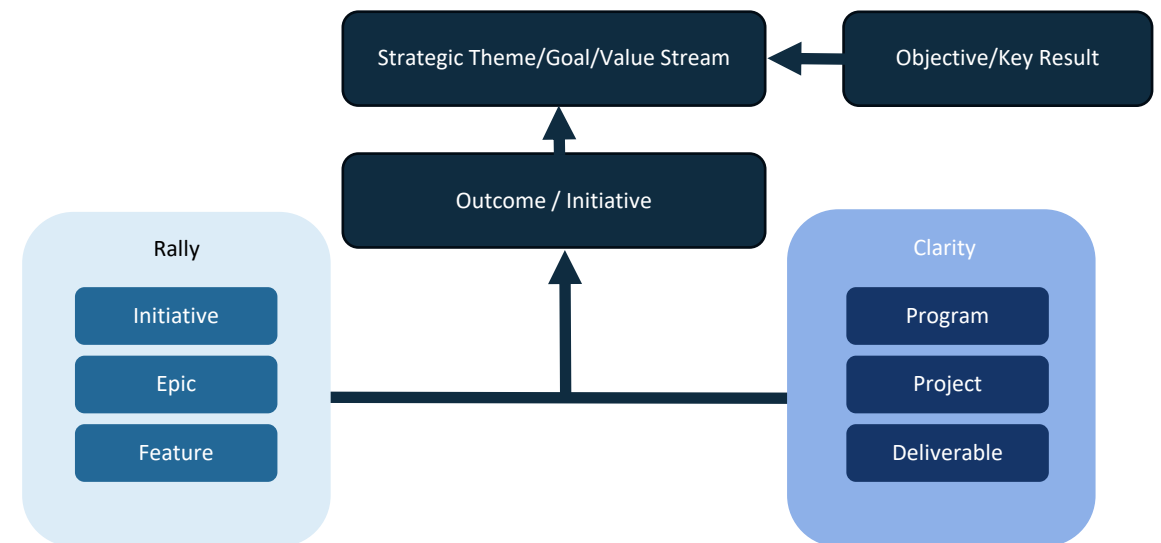 Strategic Theme/Goal/Value Stream
Objective/Key Result
Outcome / Initiative
Rally
Initiative
Epic
Feature
Clarity
Program
Project
Deliverable